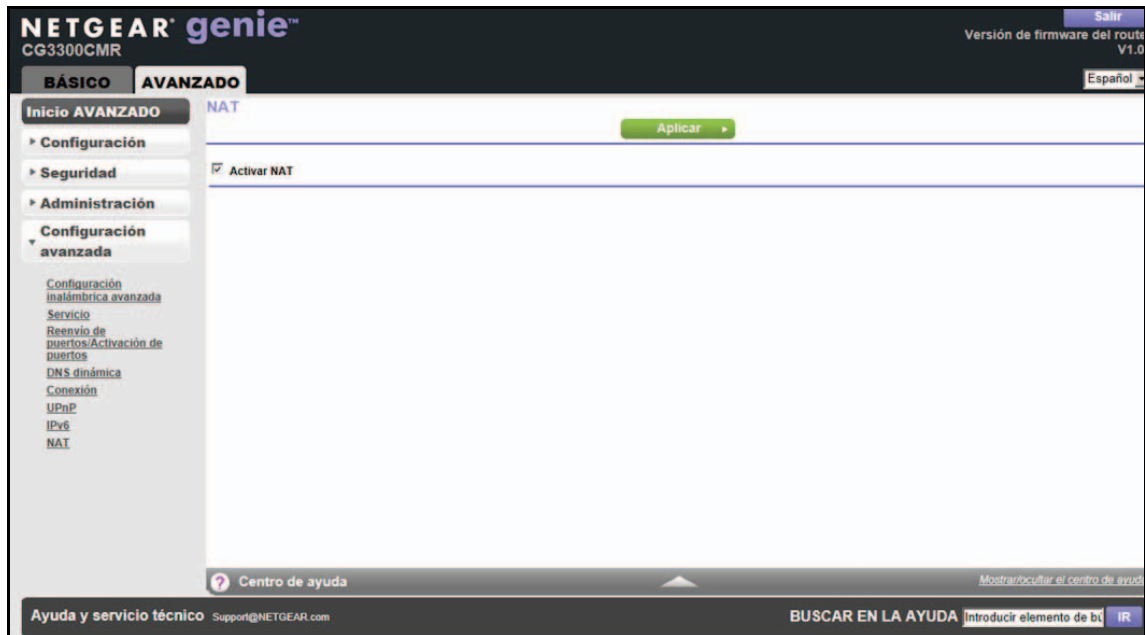 NETGEAR® genie™
CG3300CMR
Salir
Versión de firmware del route
V1.0
BÁSICO
AVANZADO
Español
Inicio AVANZADO
Configuración
Seguridad
Administración
Configuración
avanzada
Configuración
inalámbrica avanzada
Servicio
Reenvío de
puertos/Activación de
puertos
DNS dinámica
Conexión
UPnP
IPv6
NAT
NAT
Aplicar
Activar NAT
? Centro de ayuda
Mostrar/ocultar el centro de ayuda
Ayuda y servicio técnico Support@NETGEAR.com
BUSCAR EN LA AYUDA Introducir elemento de bú IR